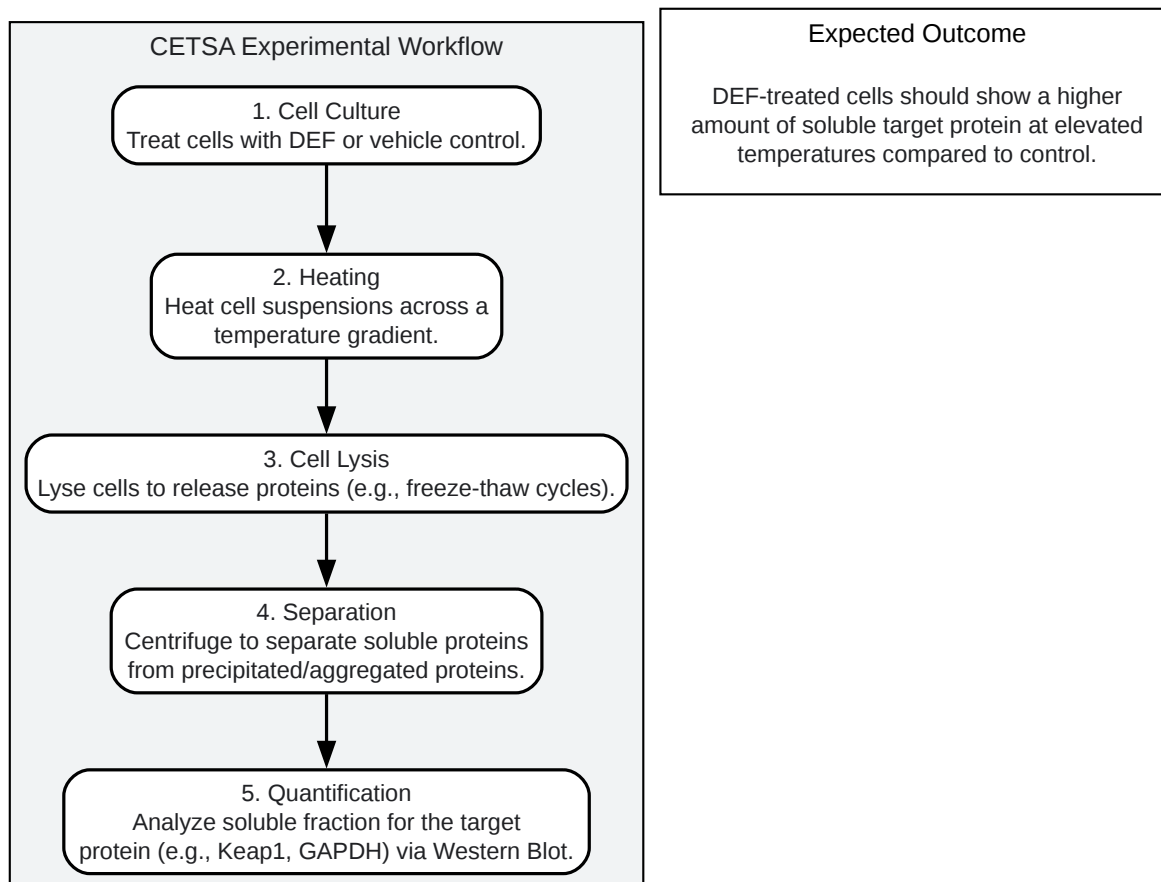 CETSA Experimental Workflow
1. Cell Culture
Treat cells with DEF or vehicle control.
2. Heating
Heat cell suspensions across a
temperature gradient.
3. Cell Lysis
Lyse cells to release proteins (e.g., freeze-thaw cycles).
4. Separation
Centrifuge to separate soluble proteins
from precipitated/aggregated proteins.
5. Quantification
Analyze soluble fraction for the target
protein (e.g., Keap1, GAPDH) via Western Blot.
Expected Outcome
DEF-treated cells should show a higher
amount of soluble target protein at elevated
temperatures compared to control.